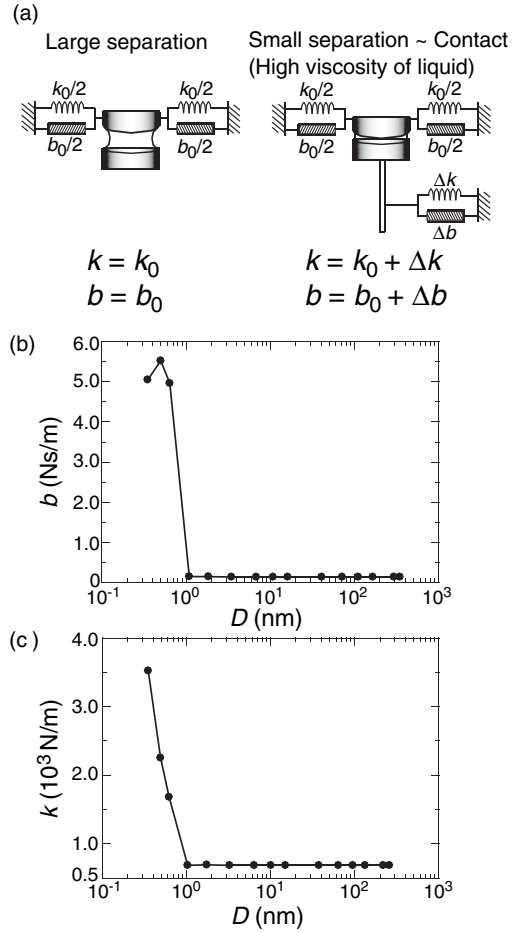 (a)
Large separation
Small separation ~ Contact
(High viscosity of liquid)
k₀/2 k₀/2 k₀/2 k₀/2
b₀/2 b₀/2 b₀/2 b₀/2
Δk
Δb
k = k₀ k = k₀ + Δk
b = b₀ b = b₀ + Δb
(b)
6.0
5.0
4.0
3.0
2.0
1.0
0
b (Ns/m)
10⁻¹ 10⁰ 10¹ 10² 10³
D (nm)
(c)
4.0
3.0
2.0
1.0
0.5
k (10³ N/m)
10⁻¹ 10⁰ 10¹ 10² 10³
D (nm)